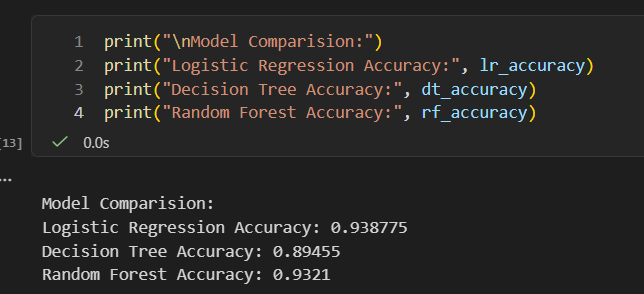 1 print("\nModel Comparision:")
2 print("Logistic Regression Accuracy:", lr_accuracy)
3 print("Decision Tree Accuracy:", dt_accuracy)
4 print("Random Forest Accuracy:", rf_accuracy)
[13] ✓ 0.0s
...
Model Comparision:
Logistic Regression Accuracy: 0.938775
Decision Tree Accuracy: 0.89455
Random Forest Accuracy: 0.9321